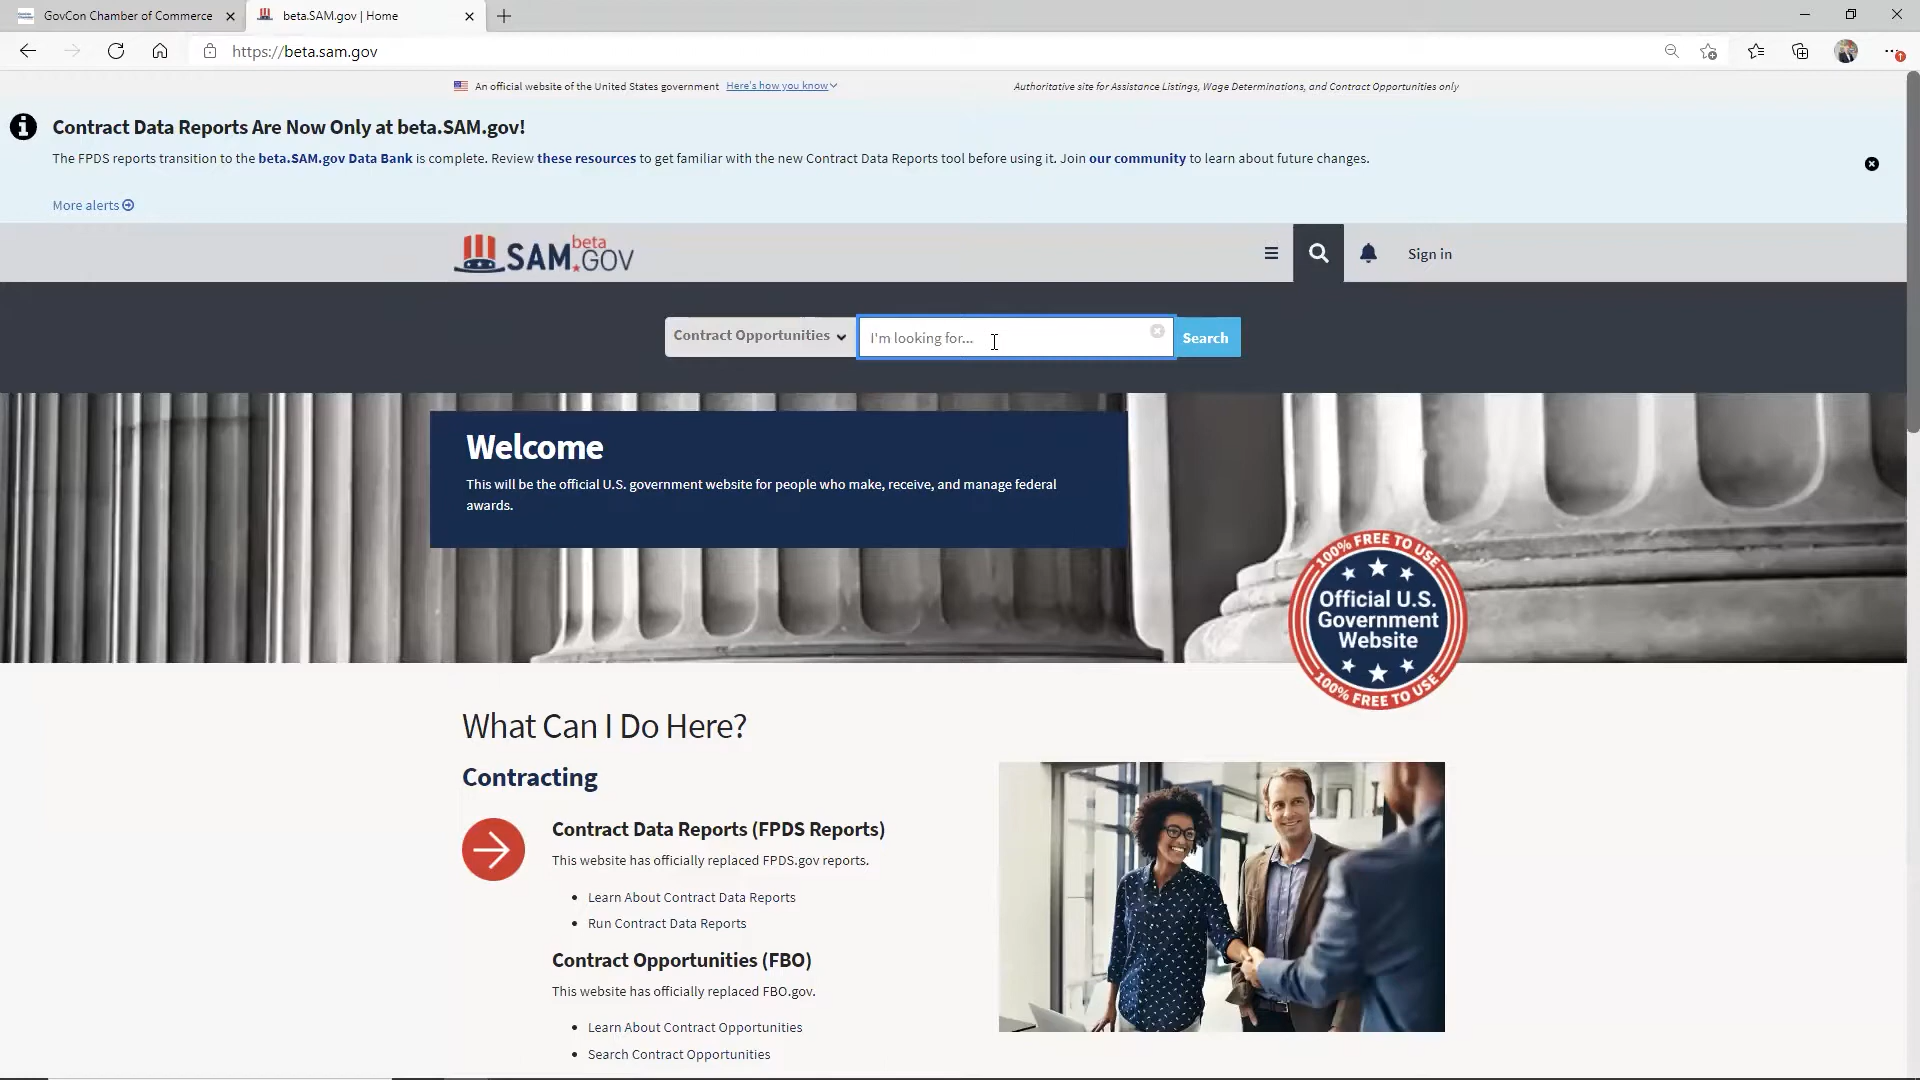 GovCon Chamber of Commerce
beta.SAM.gov | Home
https://beta.sam.gov
An official website of the United States government Here's how you know
Authoritative site for Assistance Listings, Wage Determinations, and Contract Opportunities only
Contract Data Reports Are Now Only at beta.SAM.gov!
The FPDS reports transition to the beta.SAM.gov Data Bank is complete. Review these resources to get familiar with the new Contract Data Reports tool before using it. Join our community to learn about future changes.
More alerts
SAM.GOV beta
Sign in
Contract Opportunities
I'm looking for...
Search
Welcome
This will be the official U.S. government website for people who make, receive, and manage federal
awards.
100% FREE TO USE
Official U.S.
Government
Website
100% FREE TO USE
What Can I Do Here?
Contracting
Contract Data Reports (FPDS Reports)
This website has officially replaced FPDS.gov reports.
• Learn About Contract Data Reports
• Run Contract Data Reports
Contract Opportunities (FBO)
This website has officially replaced FBO.gov.
• Learn About Contract Opportunities
• Search Contract Opportunities